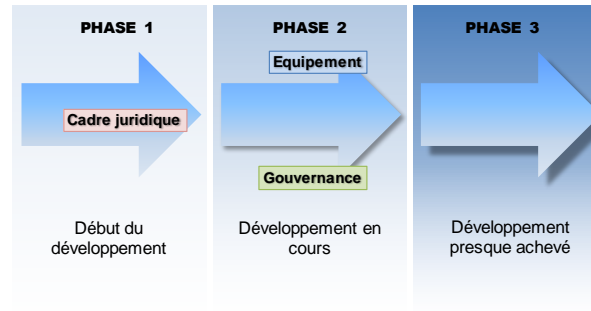 PHASE 1
Cadre juridique
Début du
développement
PHASE 2
Equipement
Gouvernance
Développement en
cours
PHASE 3
Développement
presque achevé